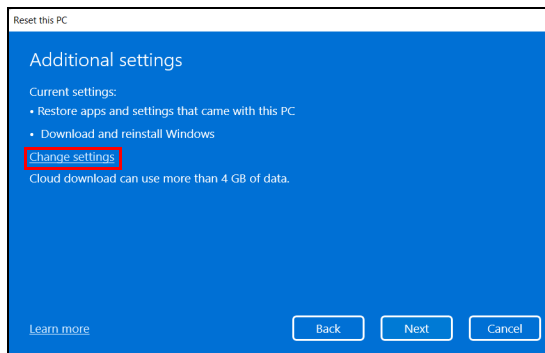 Reset this PC
Additional settings
Current settings:
• Restore apps and settings that came with this PC
• Download and reinstall Windows
Change settings
Cloud download can use more than 4 GB of data.
Learn more
Back
Next
Cancel